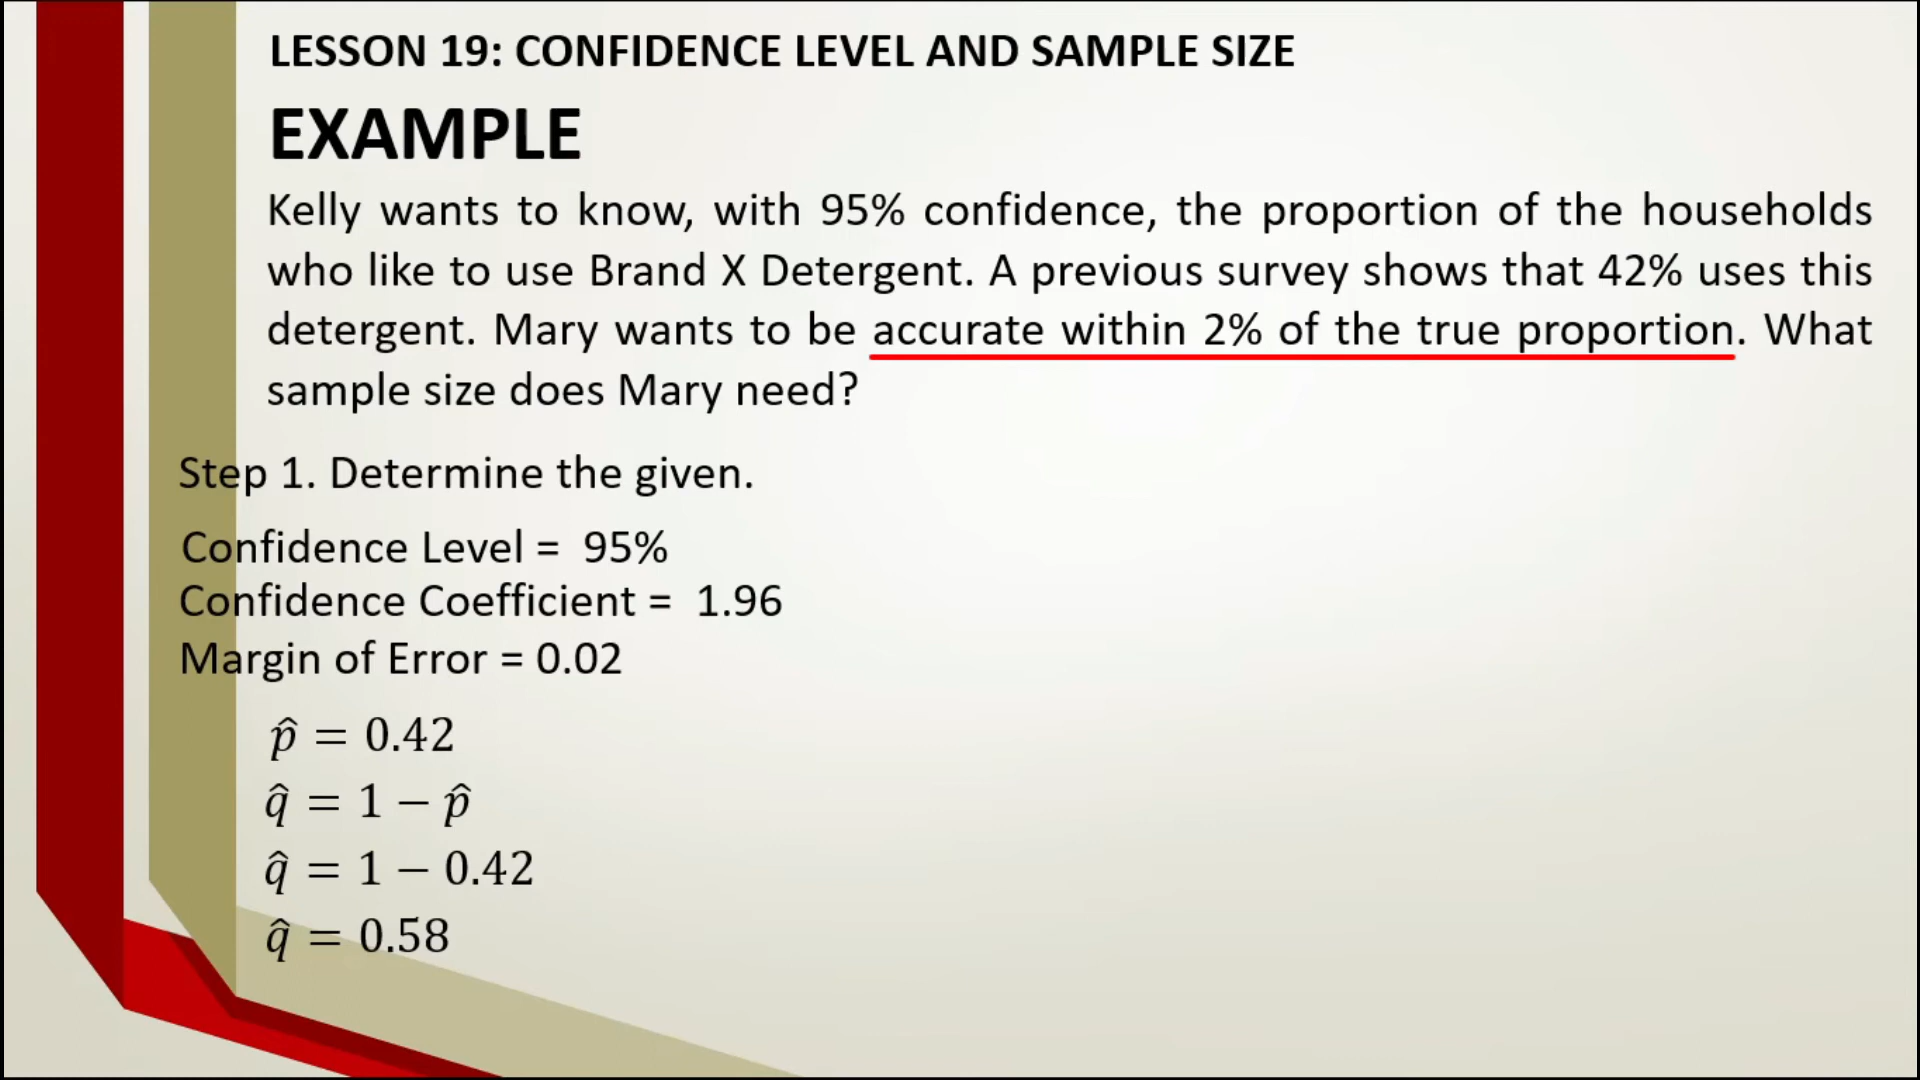 LESSON 19: CONFIDENCE LEVEL AND SAMPLE SIZE
EXAMPLE
Kelly wants to know, with 95% confidence, the proportion of the households
who like to use Brand X Detergent. A previous survey shows that 42% uses this
detergent. Mary wants to be accurate within 2% of the true proportion. What
sample size does Mary need?
Step 1. Determine the given.
Confidence Level = 95%
Confidence Coefficient = 1.96
Margin of Error = 0.02
p̂ = 0.42
q̂ = 1 − p̂
q̂ = 1 − 0.42
q̂ = 0.58